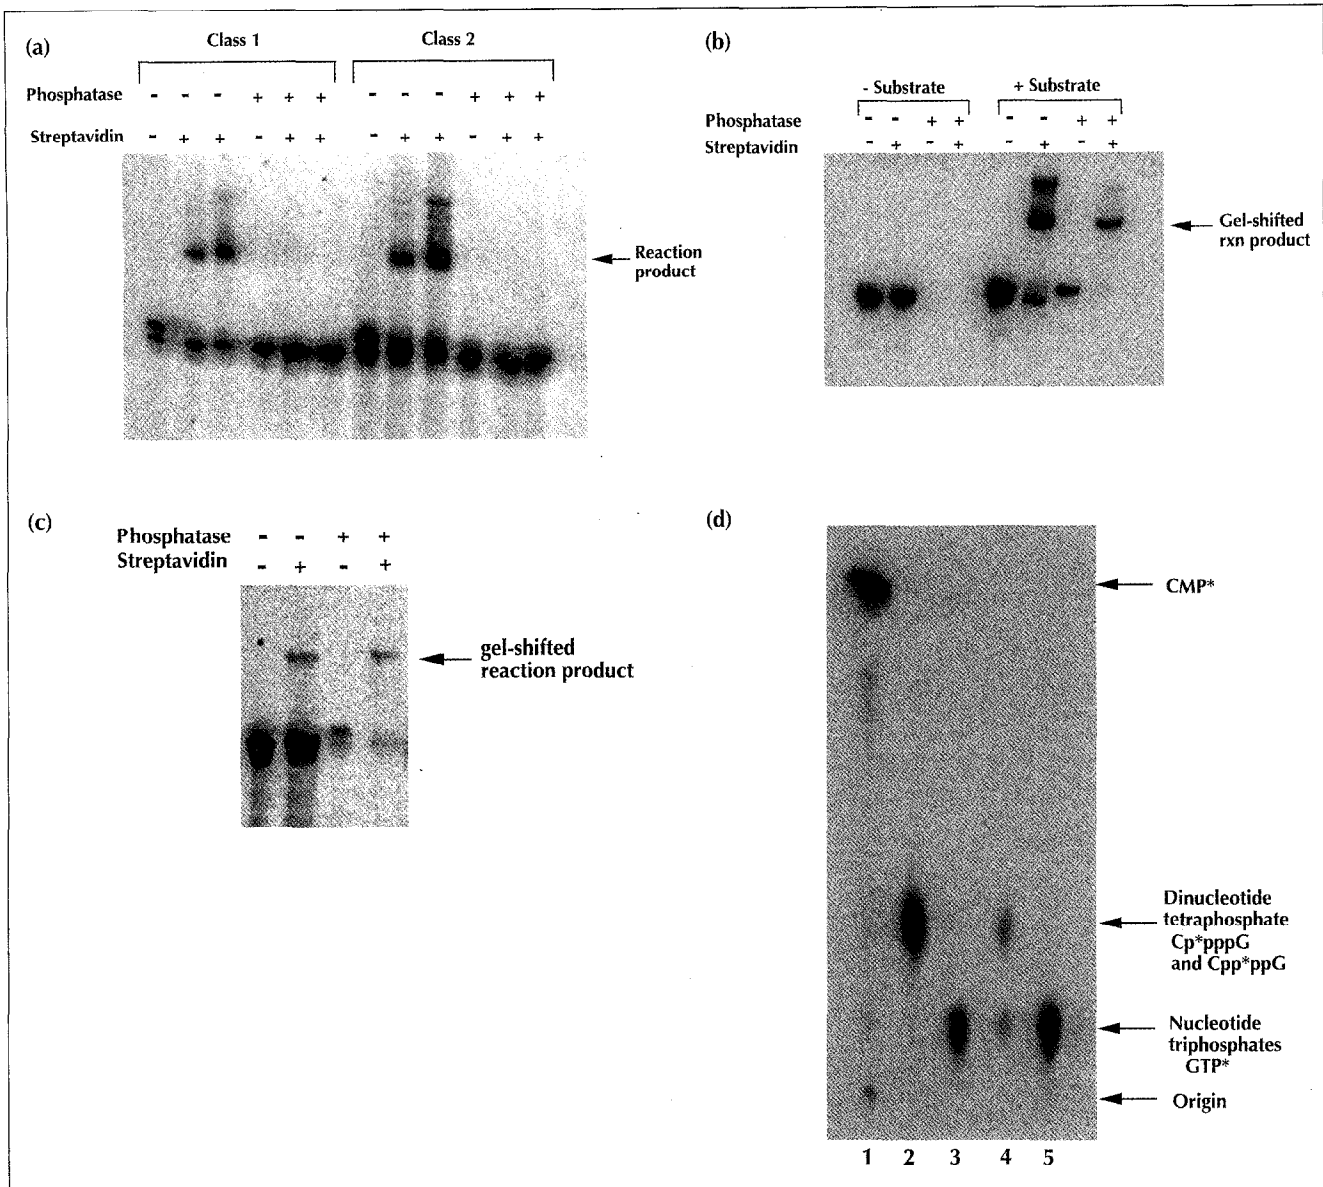 (a)
Class 1 Class 2
Phosphatase - - - + + + - - - + + +
Streptavidin - + + - + + - + + - + +
Reaction
product
(b)
- Substrate + Substrate
Phosphatase - - + + - - + +
Streptavidin - + - + - + - +
Gel-shifted
rxn product
(c)
Phosphatase - - + +
Streptavidin - + - +
gel-shifted
reaction product
(d)
CMP*
Dinucleotide
tetraphosphate
Cp*pppG
and Cpp*ppG
Nucleotide
triphosphates
GTP*
Origin
1 2 3 4 5